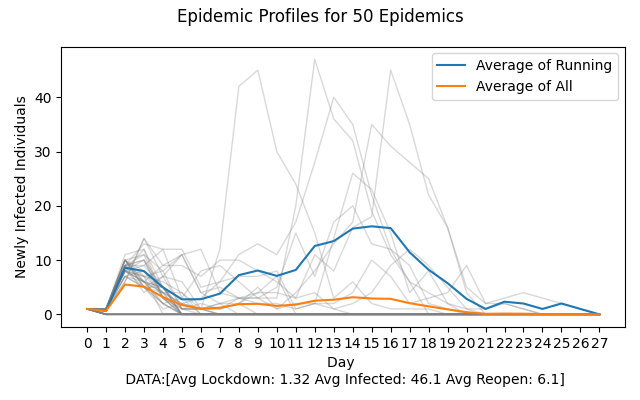 Epidemic Profiles for 50 Epidemics
Average of Running
Average of All
Newly Infected Individuals
40
30
20
10
0
0 1 2 3 4 5 6 7 8 9 10 11 12 13 14 15 16 17 18 19 20 21 22 23 24 25 26 27
Day
DATA:[Avg Lockdown: 1.32 Avg Infected: 46.1 Avg Reopen: 6.1]